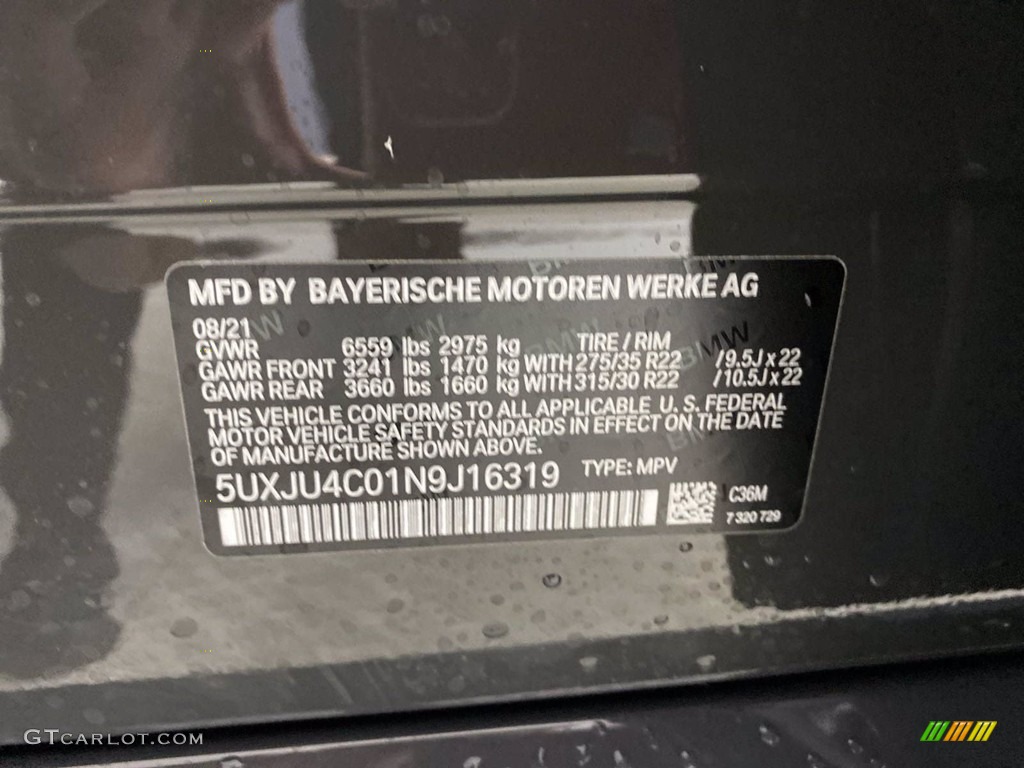 MFD BY BAYERISCHE MOTOREN WERKE AG
08/21
GVWR 6559 lbs 2975 kg TIRE / RIM
GAWR FRONT 3241 lbs 1470 kg WITH 275/35 R22 /9.5J x 22
GAWR REAR 3660 lbs 1660 kg WITH 315/30 R22 /10.5J x 22
THIS VEHICLE CONFORMS TO ALL APPLICABLE U. S. FEDERAL
MOTOR VEHICLE SAFETY STANDARDS IN EFFECT ON THE DATE
OF MANUFACTURE SHOWN ABOVE.
5UXJU4C01N9J16319 TYPE: MPV
C36M
7 320 729
GTCARLOT.COM